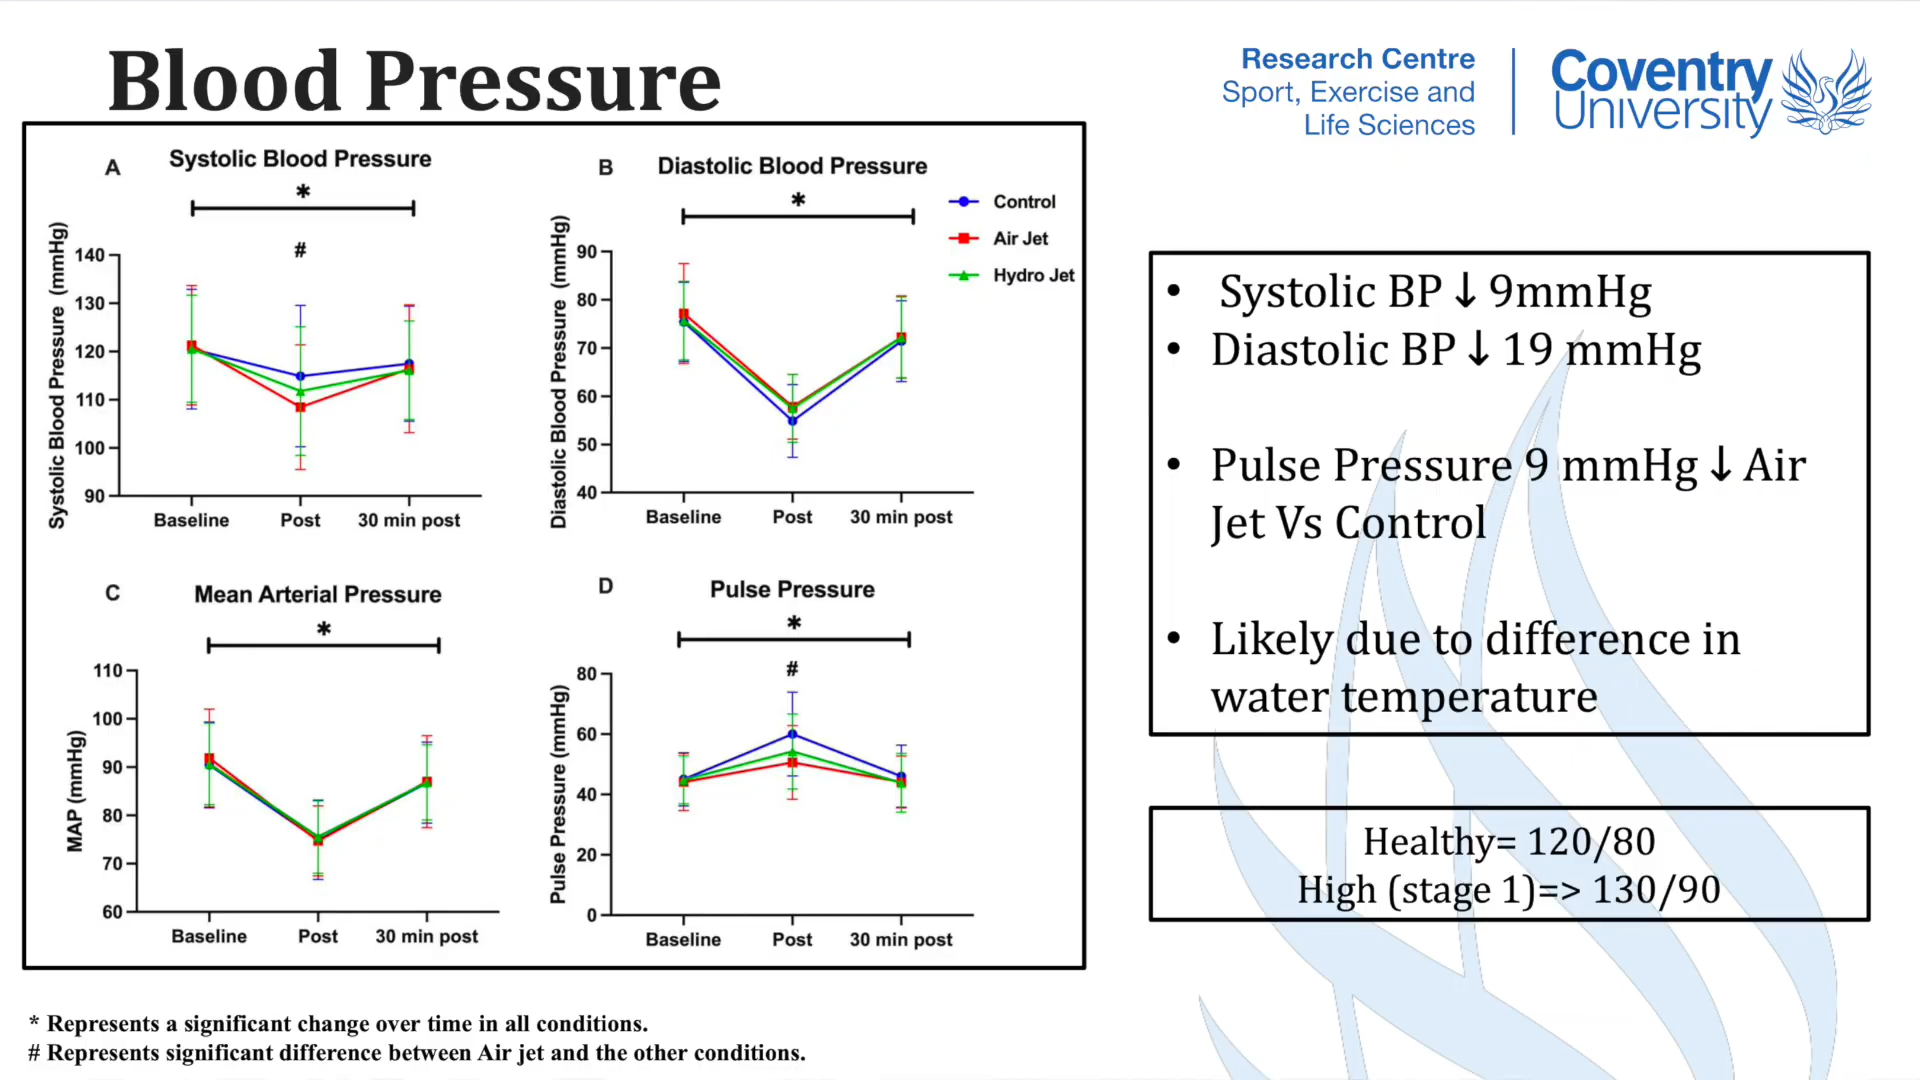 Blood Pressure
Research Centre
Sport, Exercise and
Life Sciences
Coventry
University
A
Systolic Blood Pressure
*
#
Systolic Blood Pressure (mmHg)
140
130
120
110
100
90
Baseline
Post
30 min post
B
Diastolic Blood Pressure
*
Control
Air Jet
Hydro Jet
Diastolic Blood Pressure (mmHg)
90
80
70
60
50
40
Baseline
Post
30 min post
C
Mean Arterial Pressure
*
MAP (mmHg)
110
100
90
80
70
60
Baseline
Post
30 min post
D
Pulse Pressure
*
#
Pulse Pressure (mmHg)
80
60
40
20
0
Baseline
Post
30 min post
• Systolic BP ↓ 9mmHg
• Diastolic BP ↓ 19 mmHg
• Pulse Pressure 9 mmHg ↓ Air
Jet Vs Control
• Likely due to difference in
water temperature
Healthy= 120/80
High (stage 1)=> 130/90
* Represents a significant change over time in all conditions.
# Represents significant difference between Air jet and the other conditions.